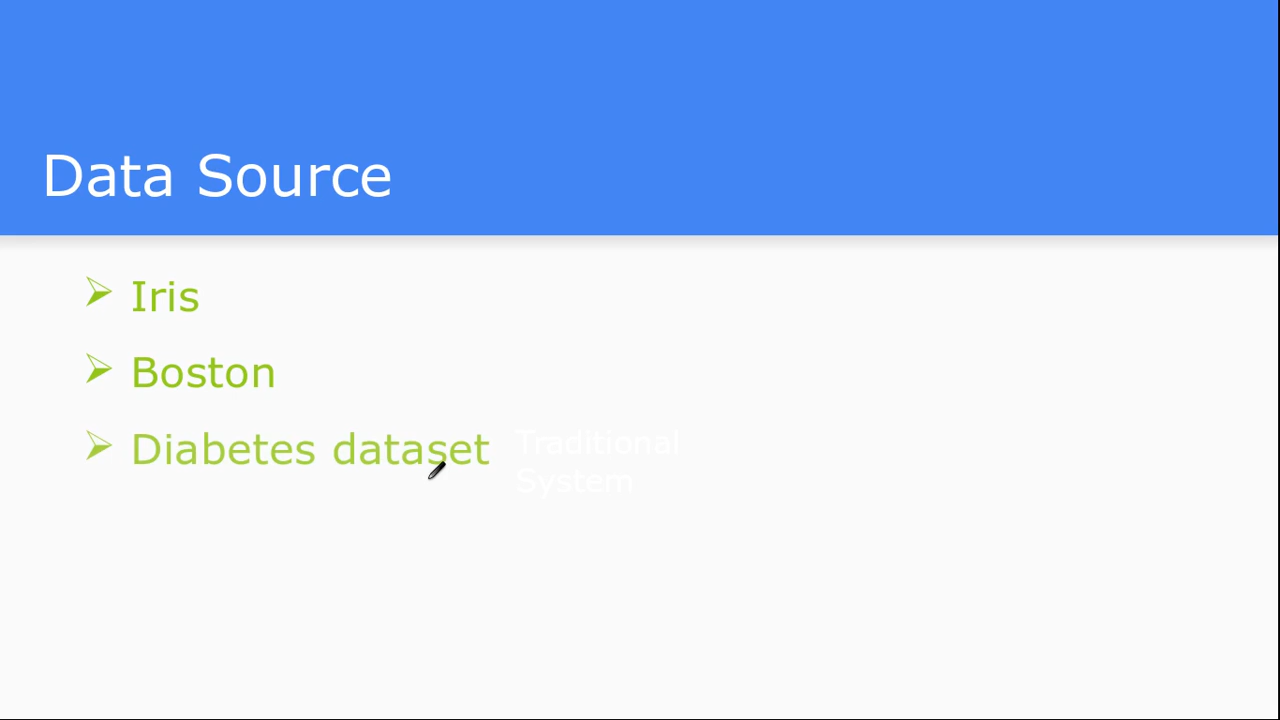 Data Source
Iris
Boston
Diabetes dataset
Traditional
System